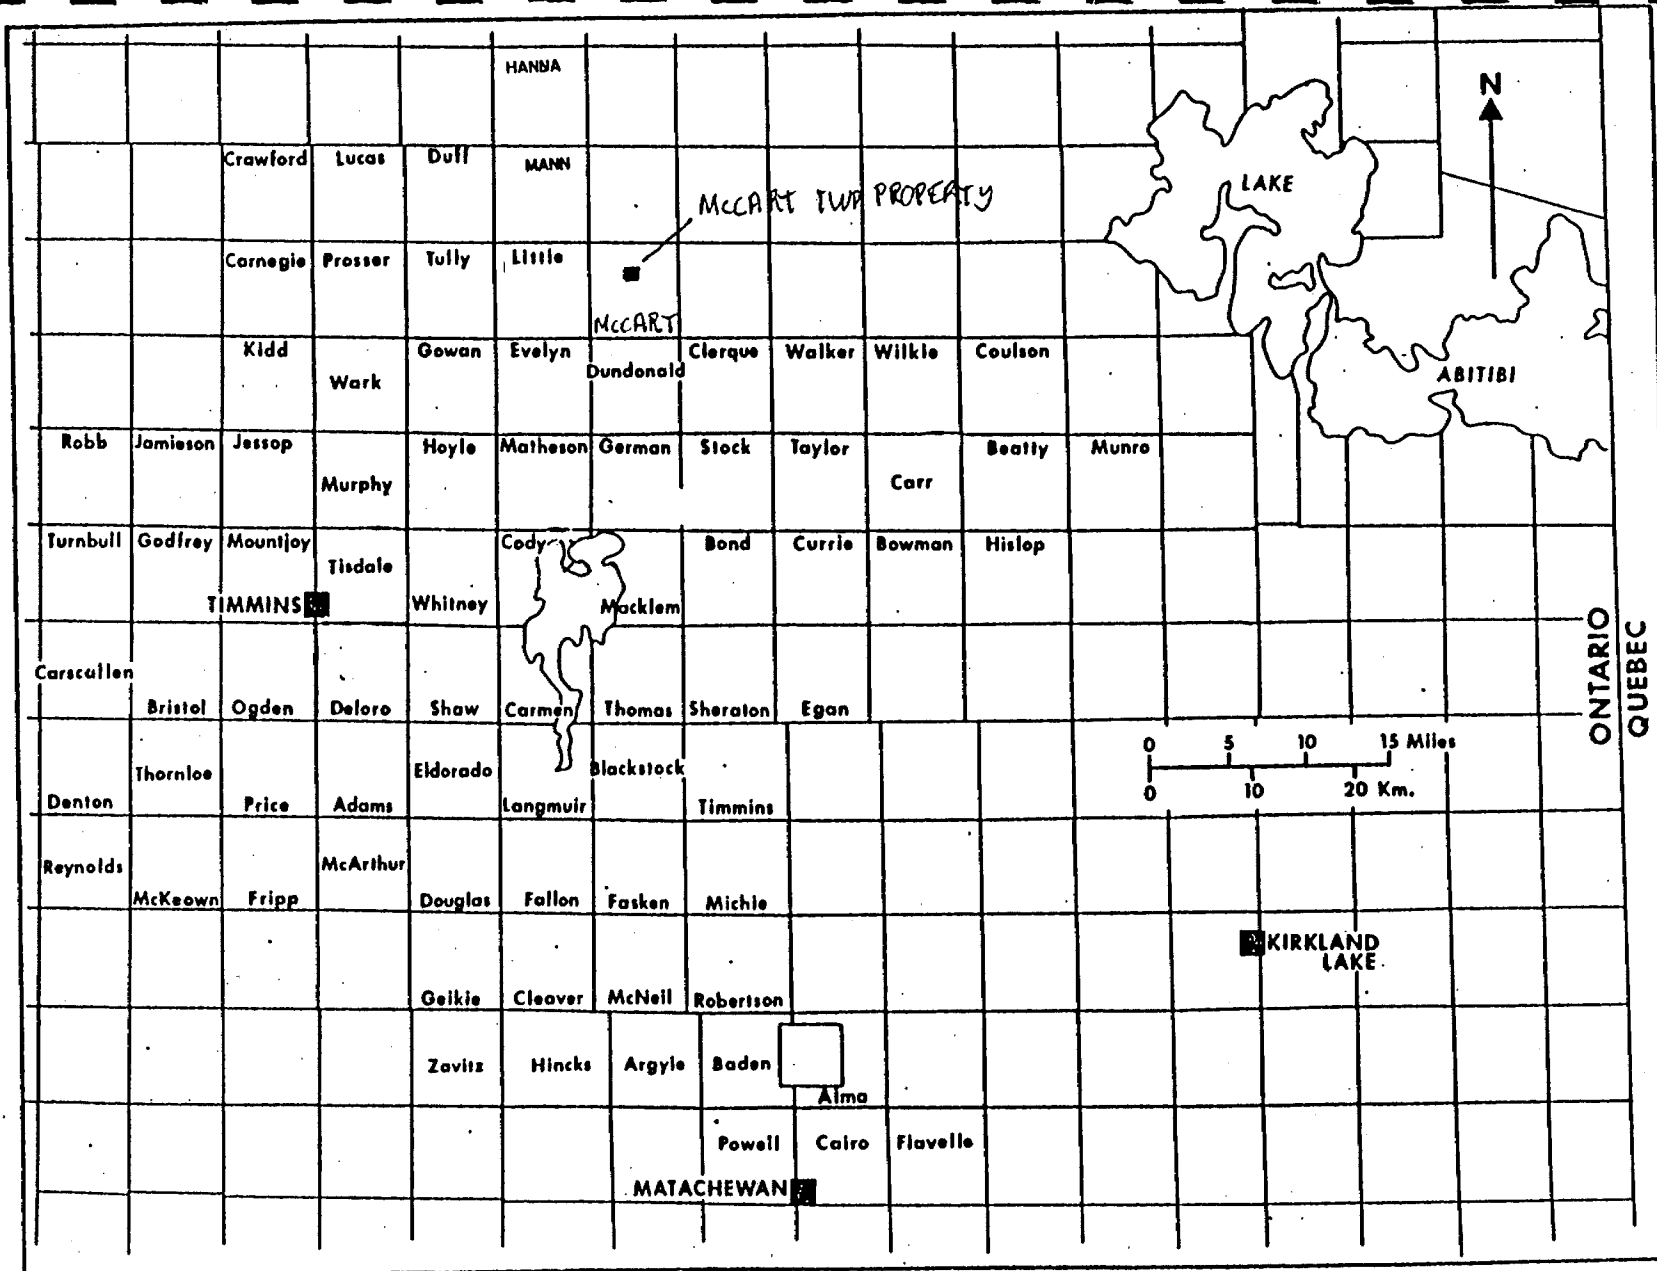 HANNA
N
Crawford Lucas Duff MANN
LAKE
McCART TWP PROPERTY
Carnegie Prosser Tully Little
McCART
Kidd Gowan Evelyn Clerque Walker Wilkie Coulson
Dundonald
Wark
ABITIBI
Robb Jamieson Jessop Hoyle Matheson German Stock Taylor Beatty Munro
Murphy Carr
Turnbull Godfrey Mountjoy Cody Bond Currie Bowman Hislop
Tisdale
TIMMINS Whitney Macklem
ONTARIO
QUEBEC
Carscallen
Bristol Ogden Deloro Shaw Carmen Thomas Sheraton Egan
0 5 10 15 Miles
0 10 20 Km.
Thornloe Eldorado Blackstock
Denton Price Adams Langmuir Timmins
Reynolds McArthur
McKeown Fripp Douglas Fallon Fasken Michie
KIRKLAND
LAKE
Geikie Cleaver McNeil Robertson
Zavitz Hincks Argyle Baden
Alma
Powell Cairo Flavelle
MATACHEWAN